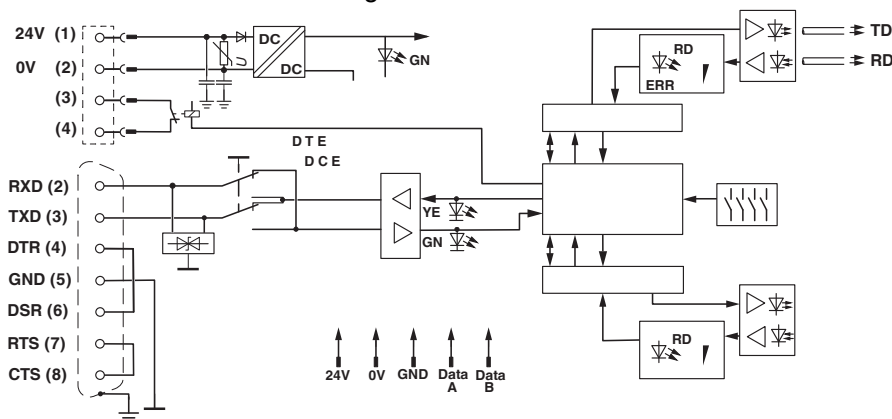 24V (1)
0V (2)
(3)
(4)
U
DC
DC
GN
RD
ERR
TD
RD
DTE
DCE
RXD (2)
TXD (3)
DTR (4)
GND (5)
DSR (6)
RTS (7)
CTS (8)
YE
GN
RD
24V
0V
GND
Data
A
Data
B